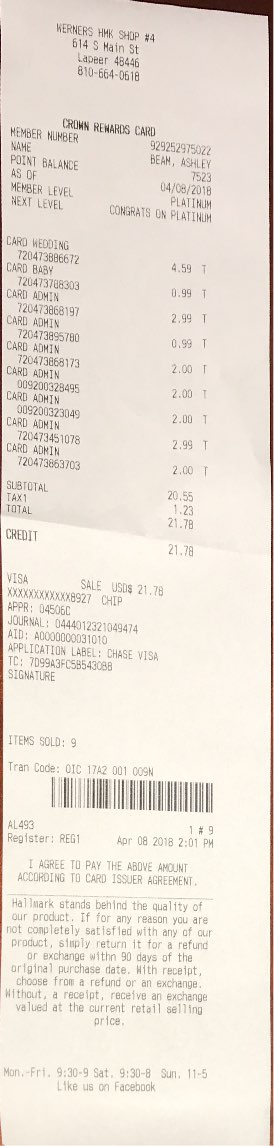 WERNERS HMK SHOP #4
614 S Main St
Lapeer 48446
810-664-0618
CROWN REWARDS CARD
MEMBER NUMBER 929252975022
NAME BEAM, ASHLEY
POINT BALANCE 7523
AS OF 04/08/2018
MEMBER LEVEL PLATINUM
NEXT LEVEL CONGRATS ON PLATINUM
CARD WEDDING
720473886672 4.59 T
CARD BABY
720473788303 0.99 T
CARD ADMIN
720473868197 2.99 T
CARD ADMIN
720473895780 0.99 T
CARD ADMIN
720473868173 2.00 T
CARD ADMIN
009200328495 2.00 T
CARD ADMIN
009200323049 2.00 T
CARD ADMIN
720473451078 2.99 T
CARD ADMIN
720473863703 2.00 T
SUBTOTAL 20.55
TAX1 1.23
TOTAL 21.78
CREDIT 21.78
VISA SALE USD$ 21.78
XXXXXXXXXXXX8927 CHIP
APPR: 04506C
JOURNAL: 0444012321049474
AID: A0000000031010
APPLICATION LABEL: CHASE VISA
TC: 7D99A3FC58543088
SIGNATURE
ITEMS SOLD: 9
Tran Code: OIC 17A2 001 009N
AL493 1 # 9
Register: REG1 Apr 08 2018 2:01 PM
I AGREE TO PAY THE ABOVE AMOUNT
ACCORDING TO CARD ISSUER AGREEMENT.
Hallmark stands behind the quality of
our product. If for any reason you are
not completely satisfied with any of our
product, simply return it for a refund
or exchange withn 90 days of the
original purchase date. With receipt,
choose from a refund or an exchange.
Without, a receipt, receive an exchange
valued at the current retail selling
price.
Mon.-Fri. 9:30-9 Sat. 9:30-8 Sun. 11-5
Like us on Facebook